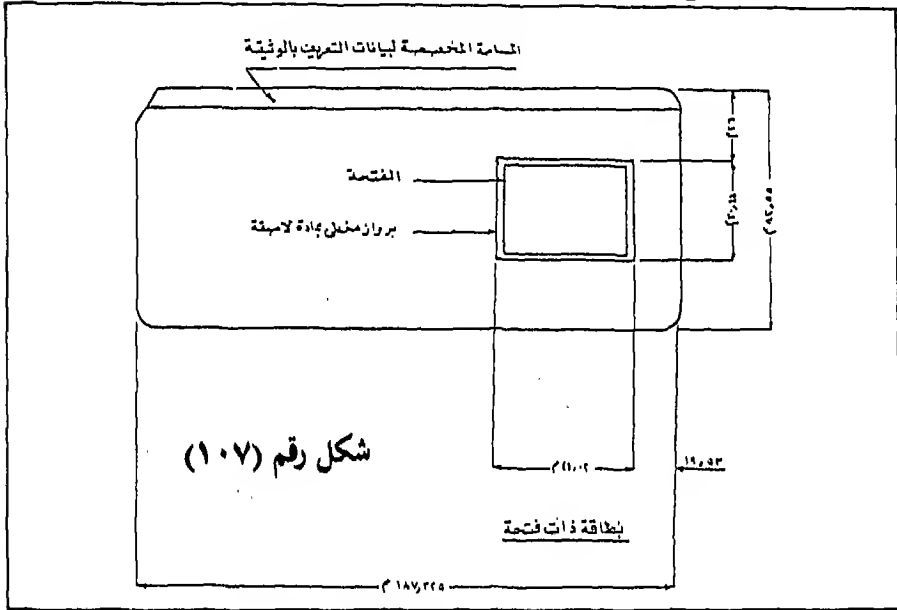 المساحة المخصصة لبيانات التعريف بالوثيقة
الفتحة
برواز مغطى بمادة لاصقة
شكل رقم (١٠٧)
١٩,٥٣
بطاقة ذات فتحة
١٨٧,٣٢٥ م